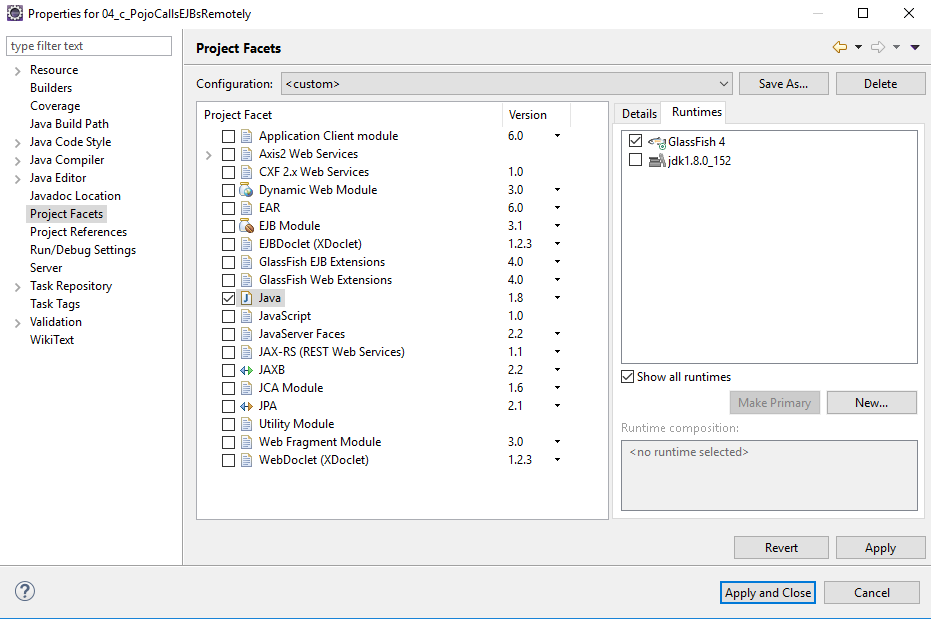 Properties for 04_c_PojoCallsEJBsRemotely
type filter text
Resource
Builders
Coverage
Java Build Path
Java Code Style
Java Compiler
Java Editor
Javadoc Location
Project Facets
Project References
Run/Debug Settings
Server
Task Repository
Task Tags
Validation
WikiText
Project Facets
Configuration: <custom> Save As... Delete
Project Facet Version
Application Client module 6.0
Axis2 Web Services
CXF 2.x Web Services 1.0
Dynamic Web Module 3.0
EAR 6.0
EJB Module 3.1
EJBDoclet (XDoclet) 1.2.3
GlassFish EJB Extensions 4.0
GlassFish Web Extensions 4.0
Java 1.8
JavaScript 1.0
JavaServer Faces 2.2
JAX-RS (REST Web Services) 1.1
JAXB 2.2
JCA Module 1.6
JPA 2.1
Utility Module
Web Fragment Module 3.0
WebDoclet (XDoclet) 1.2.3
Details Runtimes
GlassFish 4
jdk1.8.0_152
Show all runtimes
Make Primary New...
Runtime composition:
<no runtime selected>
Revert Apply
? Apply and Close Cancel